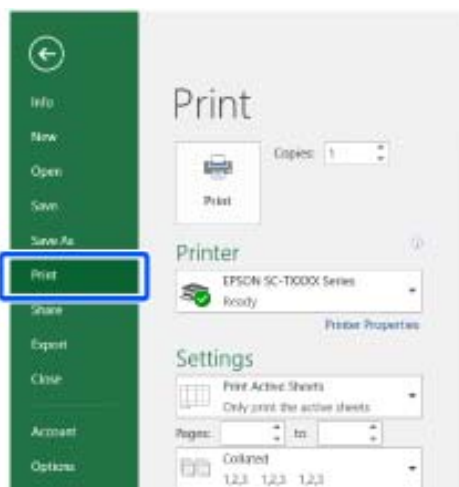 Info
New
Open
Save
Save As
Print
Share
Export
Close
Account
Options
Print
Copies: 1
Print
Printer
EPSON SC-TXXXX Series
Ready
Printer Properties
Settings
Print Active Sheets
Only print the active sheets
Pages: to
Collated
1,2,3 1,2,3 1,2,3